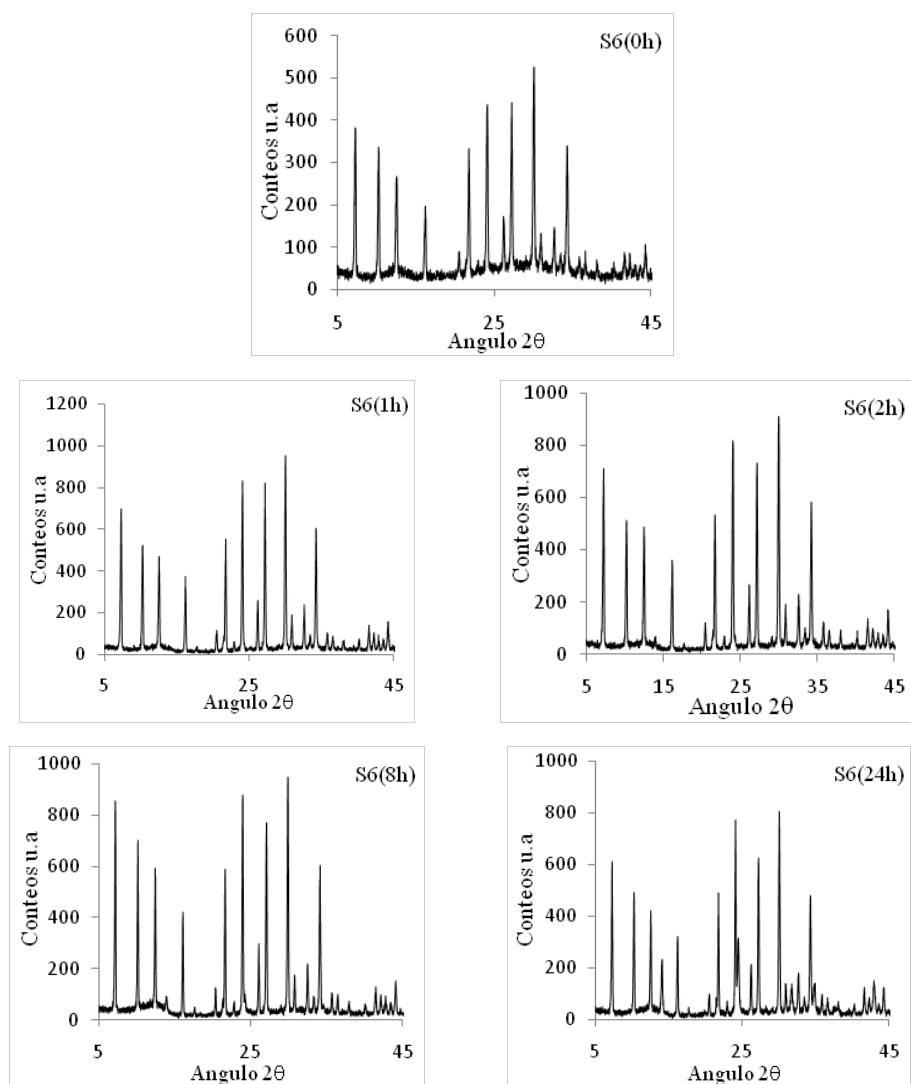 S6(0h)
600
500
400
300
200
100
0
Conteos u.a
5 25 45
Angulo 2θ
S6(1h)
1200
1000
800
600
400
200
0
Conteos u.a
5 25 45
Angulo 2θ
S6(2h)
1000
800
600
400
200
0
Conteos u.a
5 15 25 35 45
Angulo 2θ
S6(8h)
1000
800
600
400
200
0
Conteos u.a
5 25 45
Angulo 2θ
S6(24h)
1000
800
600
400
200
0
Conteos u.a
5 25 45
Angulo 2θ